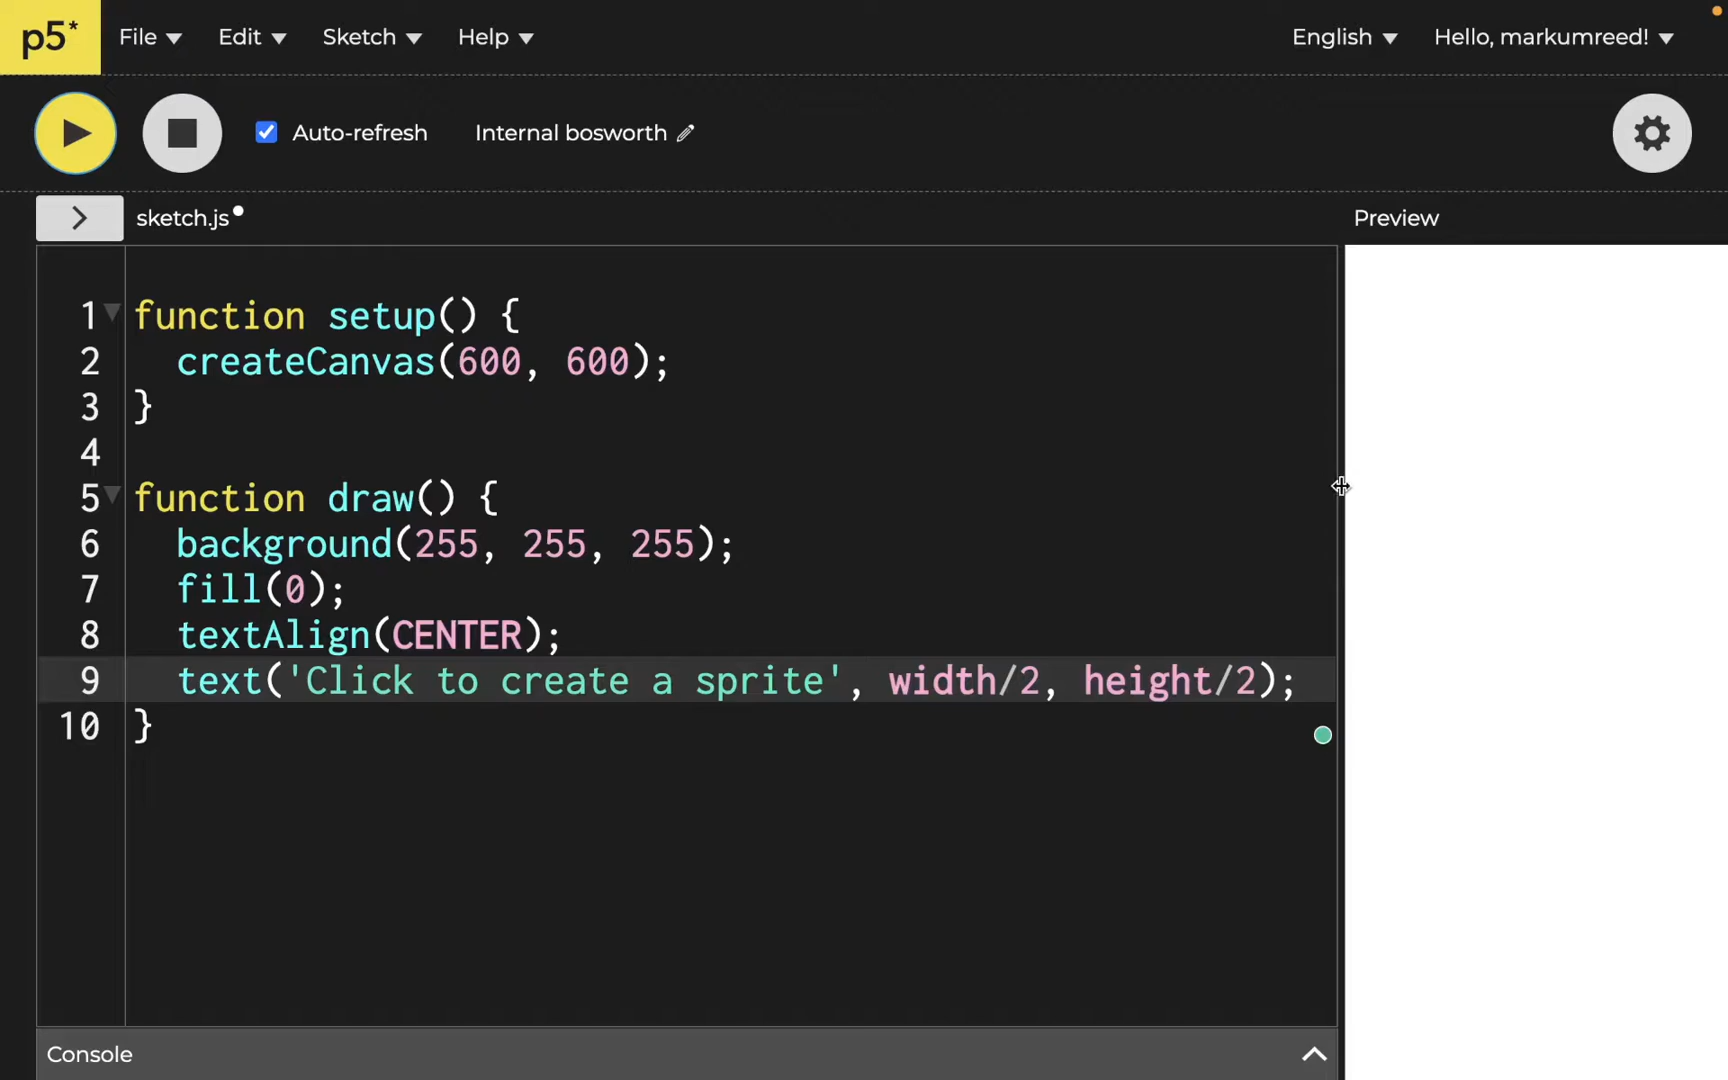 p5* File Edit Sketch Help English Hello, markumreed!
Auto-refresh Internal bosworth
sketch.js Preview
1 function setup() {
2 createCanvas(600, 600);
3 }
4
5 function draw() {
6 background(255, 255, 255);
7 fill(0);
8 textAlign(CENTER);
9 text('Click to create a sprite', width/2, height/2);
10 }
Console